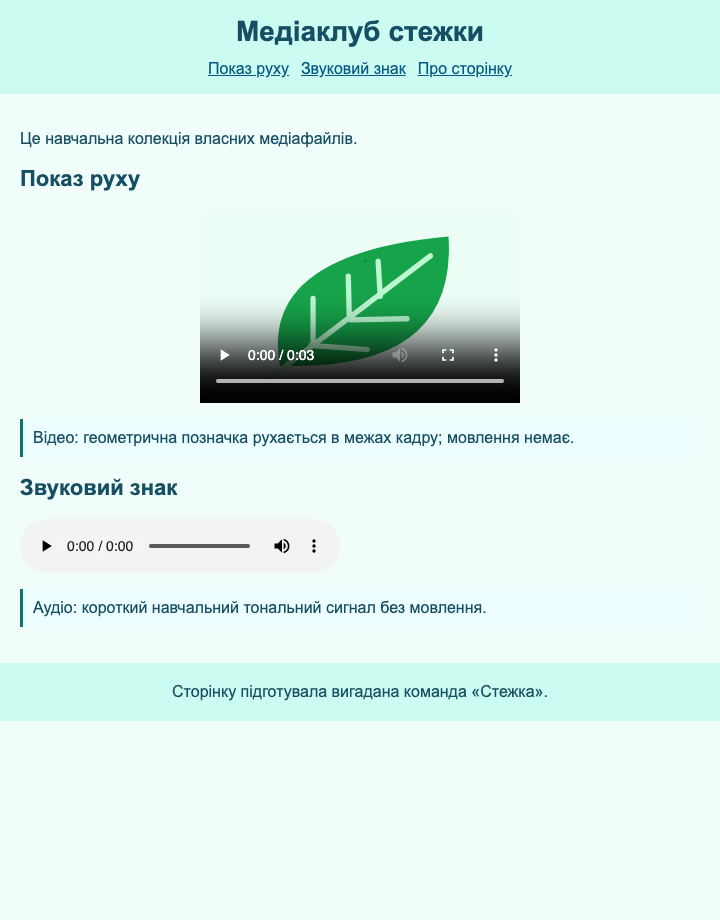 Медіаклуб стежки
Показ руху Звуковий знак Про сторінку
Це навчальна колекція власних медіафайлів.
Показ руху
0:00 / 0:03
Відео: геометрична позначка рухається в межах кадру; мовлення немає.
Звуковий знак
0:00 / 0:00
Аудіо: короткий навчальний тональний сигнал без мовлення.
Сторінку підготувала вигадана команда «Стежка».